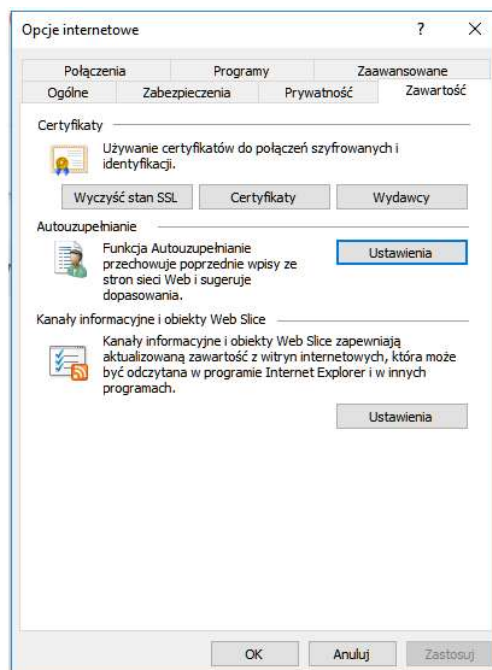 Opcje internetowe ? X
Połączenia Programy Zaawansowane
Ogólne Zabezpieczenia Prywatność Zawartość
Certyfikaty
Używanie certyfikatów do połączeń szyfrowanych i
identyfikacji.
Wyczyść stan SSL Certyfikaty Wydawcy
Autouzupełnianie
Funkcja Autouzupełnianie
przechowuje poprzednie wpisy ze
stron sieci Web i sugeruje
dopasowania.
Ustawienia
Kanały informacyjne i obiekty Web Slice
Kanały informacyjne i obiekty Web Slice zapewniają
aktualizowaną zawartość z witryn internetowych, która może
być odczytana w programie Internet Explorer i w innych
programach.
Ustawienia
OK Anuluj Zastosuj